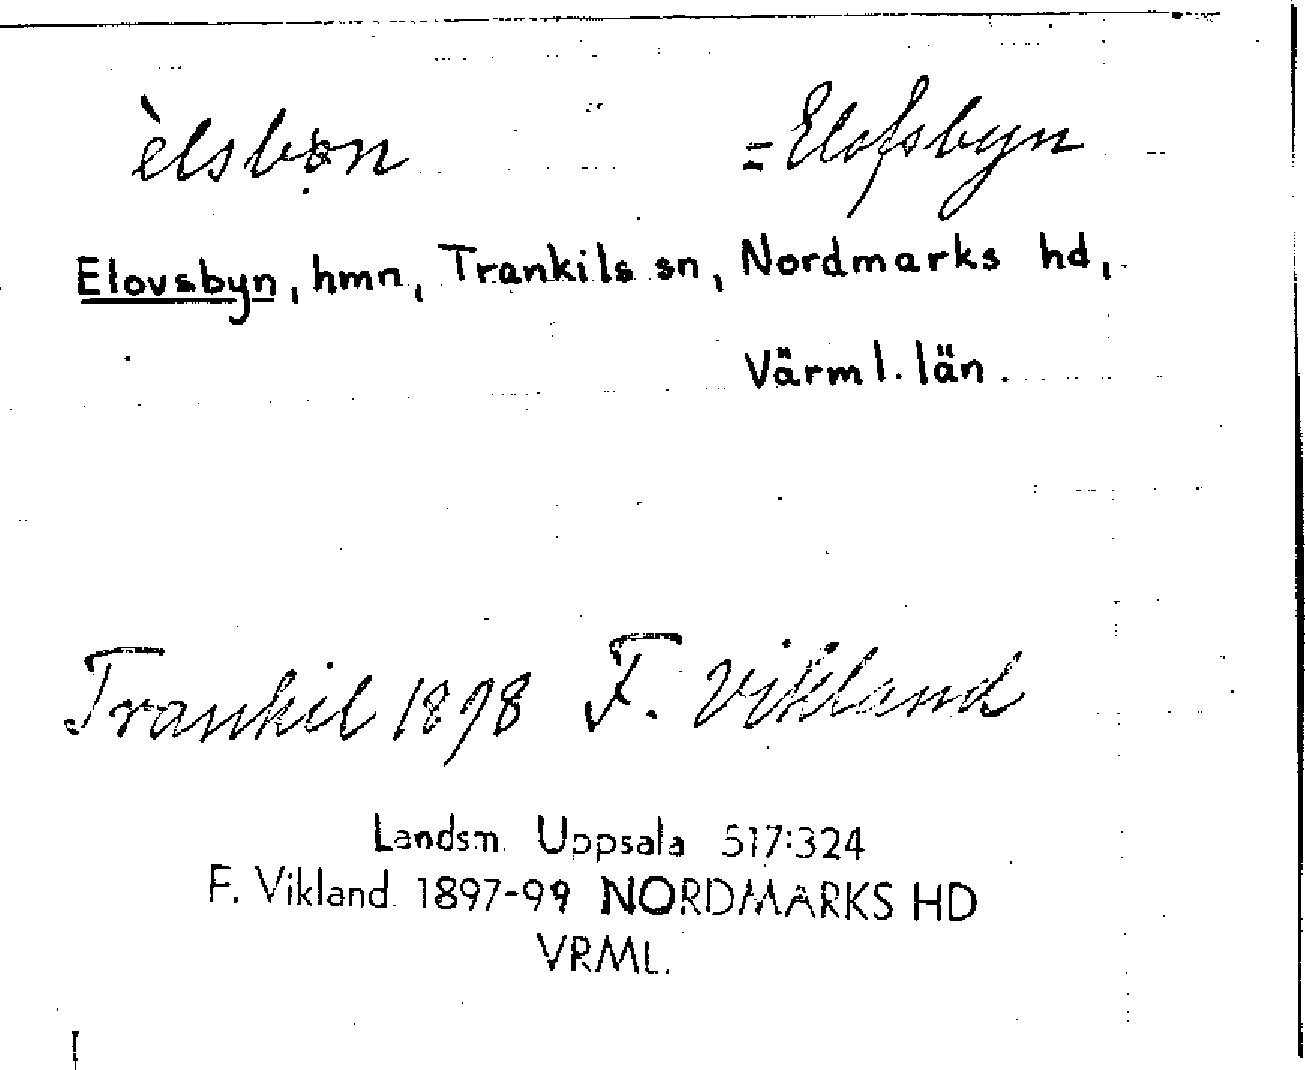 èlsbøn = Elofsbyn
Elovsbyn, hmn, Trankils sn, Nordmarks hd,
Värml. län.
Trankil 1898 F. Vikland
Landsm. Uppsala 517:324
F. Vikland. 1897-99 NORDMARKS HD
VRML.